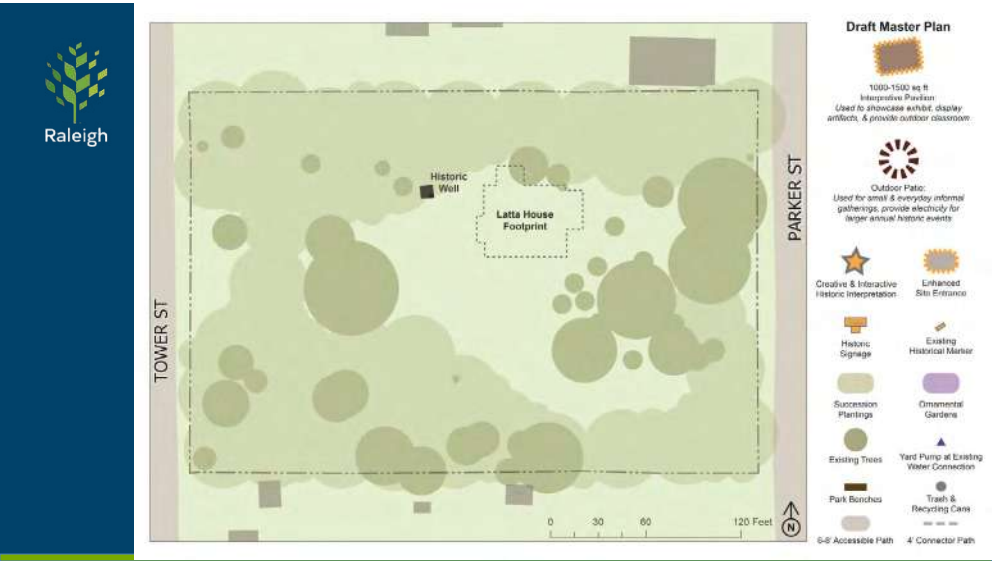 Raleigh
TOWER ST
Historic
Well
Latta House
Footprint
PARKER ST
0 30 60 120 Feet
N
Draft Master Plan
1000-1500 sq ft
Interpretive Pavilion:
Used to showcase exhibit, display
artifacts, & provide outdoor classroom
Outdoor Patio:
Used for small & everyday informal
gatherings, provide electricity for
larger annual historic events
Creative & Interactive
Historic Interpretation
Enhanced
Site Entrance
Historic
Signage
Existing
Historical Marker
Succession
Plantings
Ornamental
Gardens
Existing Trees
Yard Pump at Existing
Water Connection
Park Benches
Trash &
Recycling Cans
6-8' Accessible Path
4' Connector Path